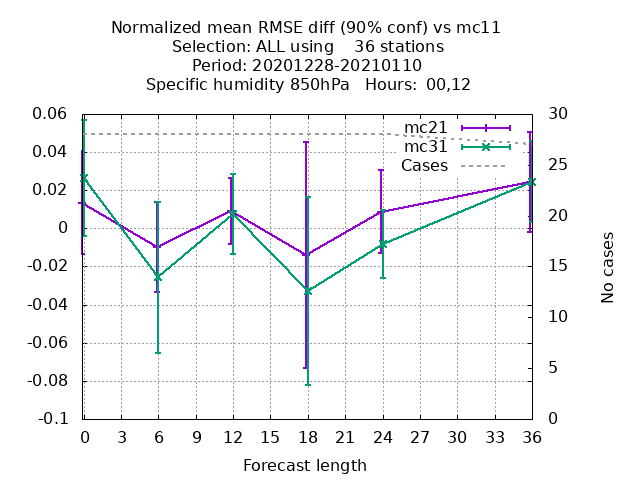 Normalized mean RMSE diff (90% conf) vs mc11
Selection: ALL using    36 stations
Period: 20201228-20210110
Specific humidity 850hPa   Hours: 00,12
mc21
mc31
Cases
0.06
0.04
0.02
0
-0.02
-0.04
-0.06
-0.08
-0.1
30
25
20
15
10
5
0
No cases
0 3 6 9 12 15 18 21 24 27 30 33 36
Forecast length